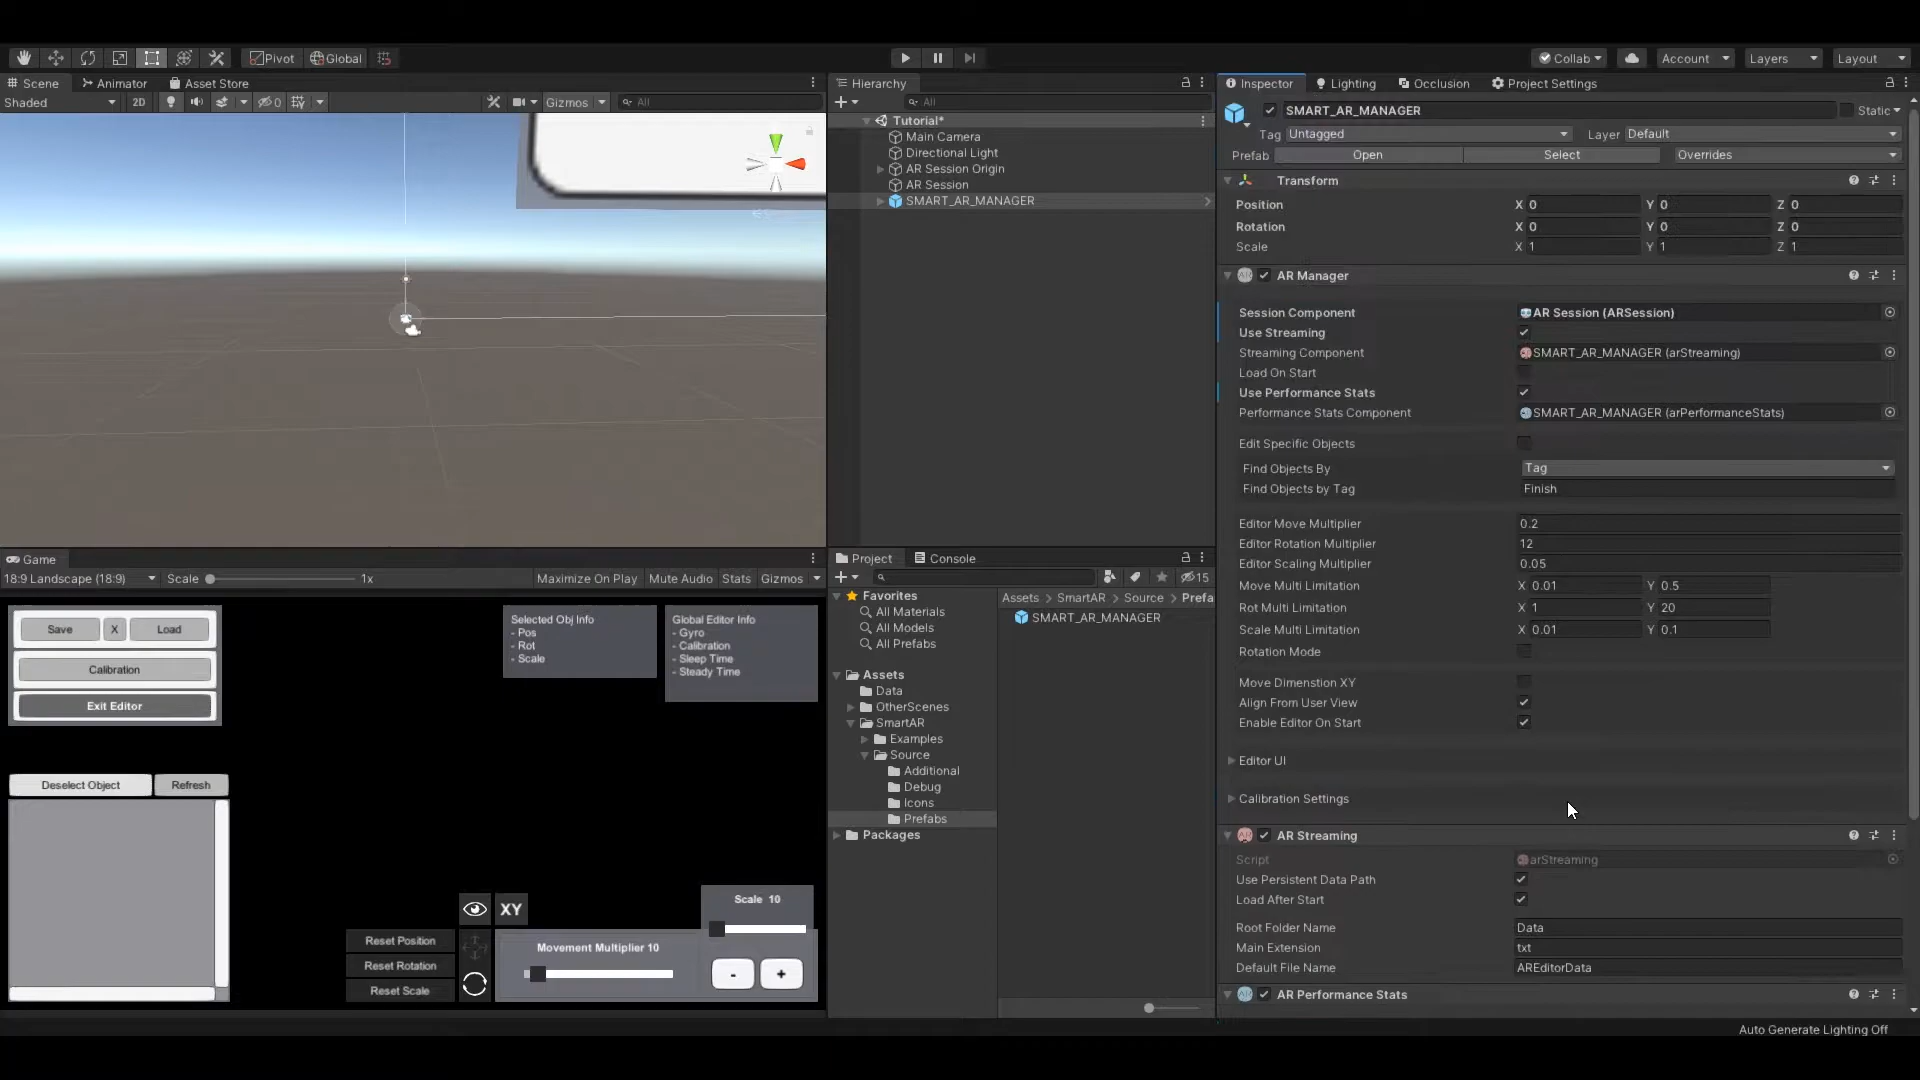 Pivot Global Collab Account Layers Layout
Scene Animator Asset Store
Shaded 2D 0 Gizmos All
Hierarchy
All
Tutorial*
Main Camera
Directional Light
AR Session Origin
AR Session
SMART_AR_MANAGER
Game
18:9 Landscape (18:9) Scale 1x Maximize On Play Mute Audio Stats Gizmos
Save X Load
Calibration
Exit Editor
Selected Obj Info
- Pos
- Rot
- Scale
Global Editor Info
- Gyro
- Calibration
- Sleep Time
- Steady Time
Deselect Object Refresh
XY
Reset Position
Reset Rotation
Reset Scale
Movement Multiplier 10
Scale 10
- +
Project Console
15
Favorites
All Materials
All Models
All Prefabs
Assets
Data
OtherScenes
SmartAR
Examples
Source
Additional
Debug
Icons
Prefabs
Packages
Assets > SmartAR > Source > Prefa
SMART_AR_MANAGER
Inspector Lighting Occlusion Project Settings
SMART_AR_MANAGER Static
Tag Untagged Layer Default
Prefab Open Select Overrides
Transform
Position X 0 Y 0 Z 0
Rotation X 0 Y 0 Z 0
Scale X 1 Y 1 Z 1
AR Manager
Session Component AR Session (ARSession)
Use Streaming
Streaming Component SMART_AR_MANAGER (arStreaming)
Load On Start
Use Performance Stats
Performance Stats Component SMART_AR_MANAGER (arPerformanceStats)
Edit Specific Objects
Find Objects By Tag
Find Objects by Tag Finish
Editor Move Multiplier 0.2
Editor Rotation Multiplier 12
Editor Scaling Multiplier 0.05
Move Multi Limitation X 0.01 Y 0.5
Rot Multi Limitation X 1 Y 20
Scale Multi Limitation X 0.01 Y 0.1
Rotation Mode
Move Dimenstion XY
Align From User View
Enable Editor On Start
Editor UI
Calibration Settings
AR Streaming
Script arStreaming
Use Persistent Data Path
Load After Start
Root Folder Name Data
Main Extension txt
Default File Name AREditorData
AR Performance Stats
Auto Generate Lighting Off